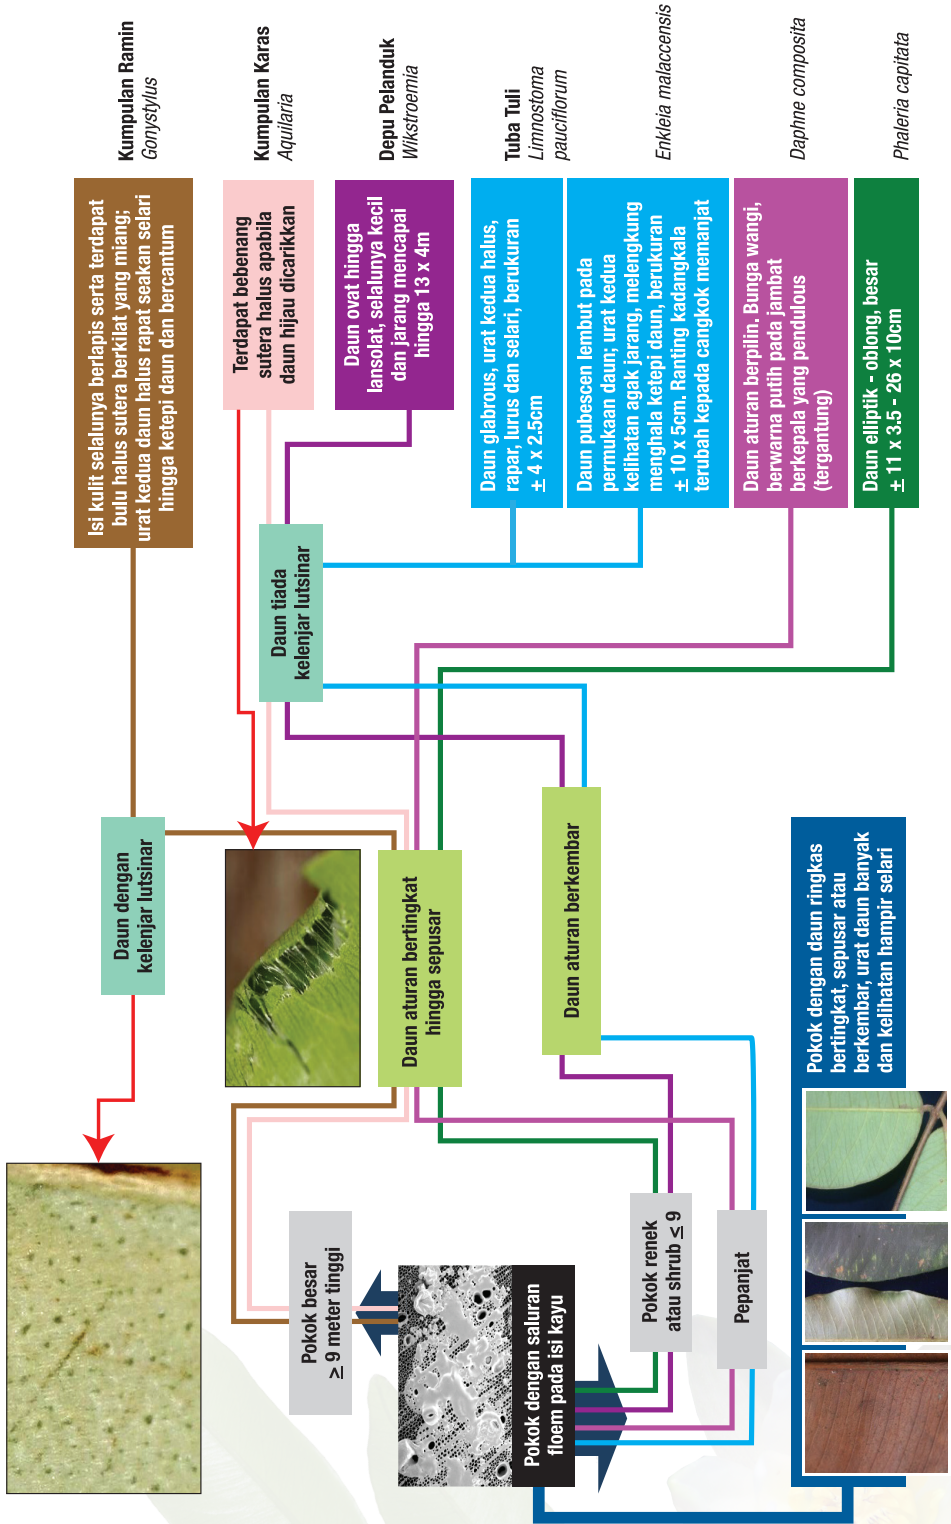 Pokok dengan saluran
floem pada isi kayu
Pokok besar
≥ 9 meter tinggi
Pokok renek
atau shrub ≤ 9
Pepanjat
Pokok dengan daun ringkas
bertingkat, sepusar atau
berkembar, urat daun banyak
dan kelihatan hampir selari
Daun aturan bertingkat
hingga sepusar
Daun aturan berkembar
Daun dengan
kelenjar lutsinar
Daun tiada
kelenjar lutsinar
Isi kulit selalunya berlapis serta terdapat
bulu halus sutera berkilat yang miang;
urat kedua daun halus rapat seakan selari
hingga ketepi daun dan bercantum
Kumpulan Ramin
Gonystylus
Terdapat bebenang
sutera halus apabila
daun hijau dicarikkan
Kumpulan Karas
Aquilaria
Daun ovat hingga
lansolat, selalunya kecil
dan jarang mencapai
hingga 13 x 4m
Depu Pelanduk
Wikstroemia
Daun glabrous, urat kedua halus,
rapar, lurus dan selari, berukuran
± 4 x 2.5cm
Tuba Tuli
Limnostoma
pauciflorum
Daun pubesen lembut pada
permukaan daun; urat kedua
kelihatan agak jarang, melengkung
menghala ketepi daun, berukuran
± 10 x 5cm. Ranting kadangkala
terubah kepada cangkok memanjat
Enkleia malaccensis
Daun aturan berpilin. Bunga wangi,
berwarna putih pada jambat
berkepala yang pendulous
(tergantung)
Daphne composita
Daun elliptik - oblong, besar
± 11 x 3.5 - 26 x 10cm
Phaleria capitata